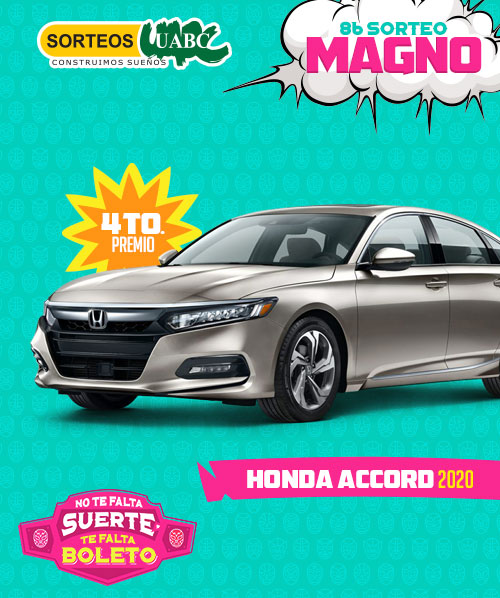 SORTEOS UABC
CONSTRUIMOS SUEÑOS
86 SORTEO
MAGNO
4TO.
PREMIO
HONDA ACCORD 2020
NO TE FALTA
SUERTE,
TE FALTA
BOLETO